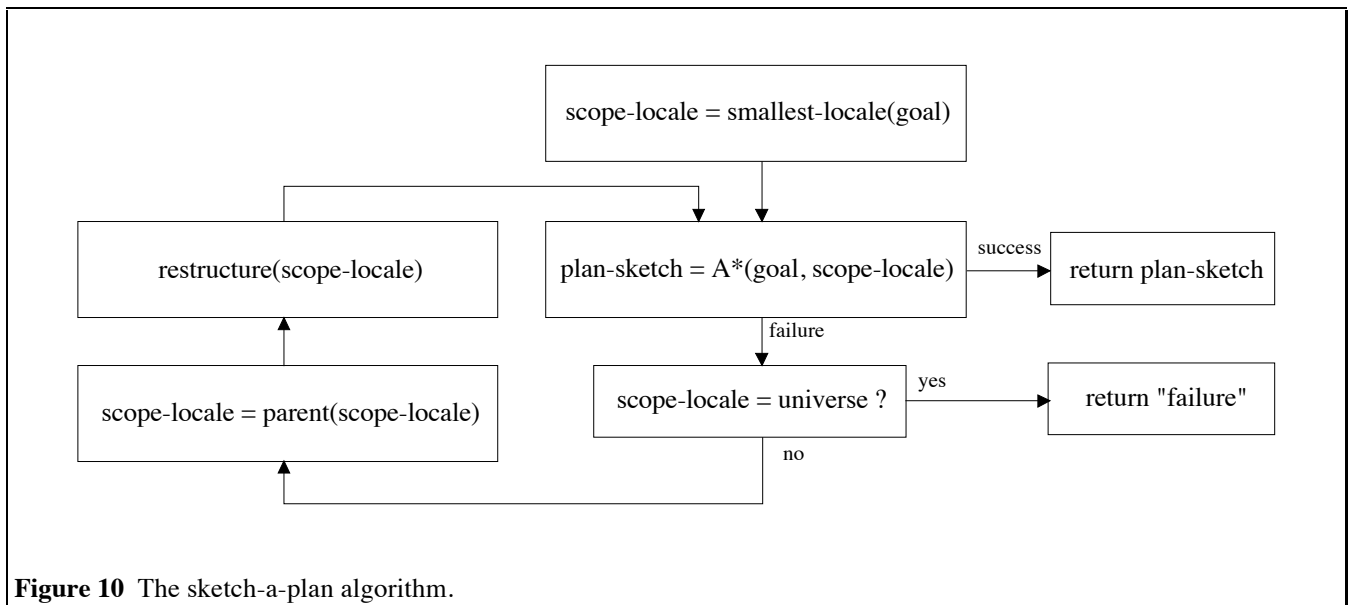 scope-locale = smallest-locale(goal)
restructure(scope-locale)
plan-sketch = A*(goal, scope-locale)
success
return plan-sketch
failure
scope-locale = parent(scope-locale)
scope-locale = universe ?
yes
return "failure"
no
Figure 10 The sketch-a-plan algorithm.